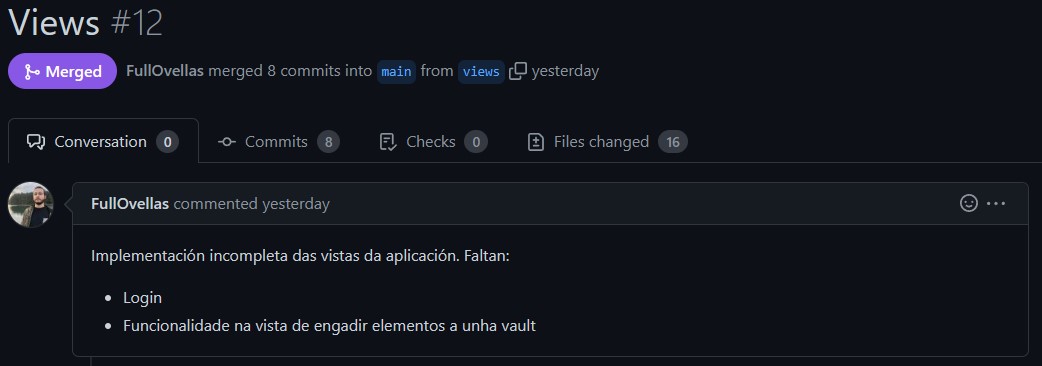 Views #12
Merged FullOvellas merged 8 commits into main from views yesterday
Conversation 0 Commits 8 Checks 0 Files changed 16
FullOvellas commented yesterday
Implementación incompleta das vistas da aplicación. Faltan:
Login
Funcionalidade na vista de engadir elementos a unha vault